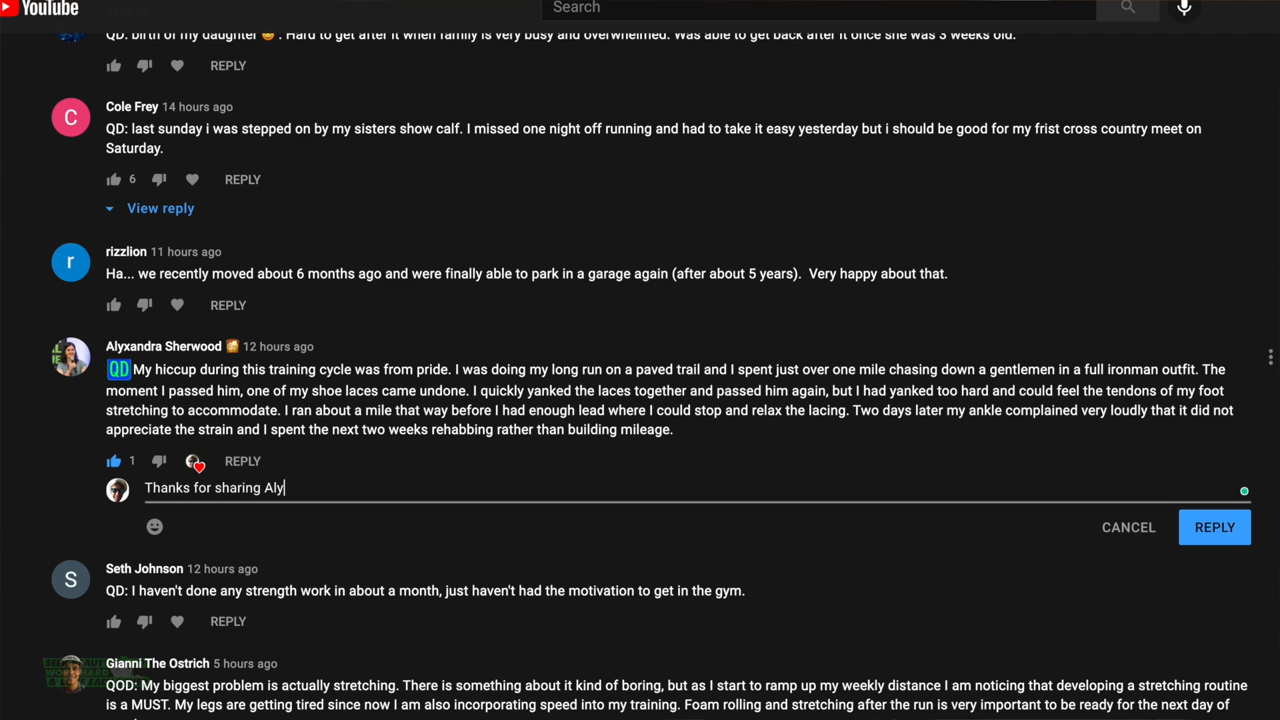 YouTube
Search
QD: birth of my daughter 😊 . Hard to get after it when family is very busy and overwhelmed. Was able to get back after it once she was 3 weeks old.
REPLY
C
Cole Frey 14 hours ago
QD: last sunday i was stepped on by my sisters show calf. I missed one night off running and had to take it easy yesterday but i should be good for my frist cross country meet on
Saturday.
6 REPLY
View reply
r
rizzlion 11 hours ago
Ha... we recently moved about 6 months ago and were finally able to park in a garage again (after about 5 years).  Very happy about that.
REPLY
Alyxandra Sherwood 12 hours ago
QD My hiccup during this training cycle was from pride. I was doing my long run on a paved trail and I spent just over one mile chasing down a gentlemen in a full ironman outfit. The
moment I passed him, one of my shoe laces came undone. I quickly yanked the laces together and passed him again, but I had yanked too hard and could feel the tendons of my foot
stretching to accommodate. I ran about a mile that way before I had enough lead where I could stop and relax the lacing. Two days later my ankle complained very loudly that it did not
appreciate the strain and I spent the next two weeks rehabbing rather than building mileage.
1 REPLY
Thanks for sharing Aly
CANCEL REPLY
S
Seth Johnson 12 hours ago
QD: I haven't done any strength work in about a month, just haven't had the motivation to get in the gym.
REPLY
Gianni The Ostrich 5 hours ago
QOD: My biggest problem is actually stretching. There is something about it kind of boring, but as I start to ramp up my weekly distance I am noticing that developing a stretching routine
is a MUST. My legs are getting tired since now I am also incorporating speed into my training. Foam rolling and stretching after the run is very important to be ready for the next day of